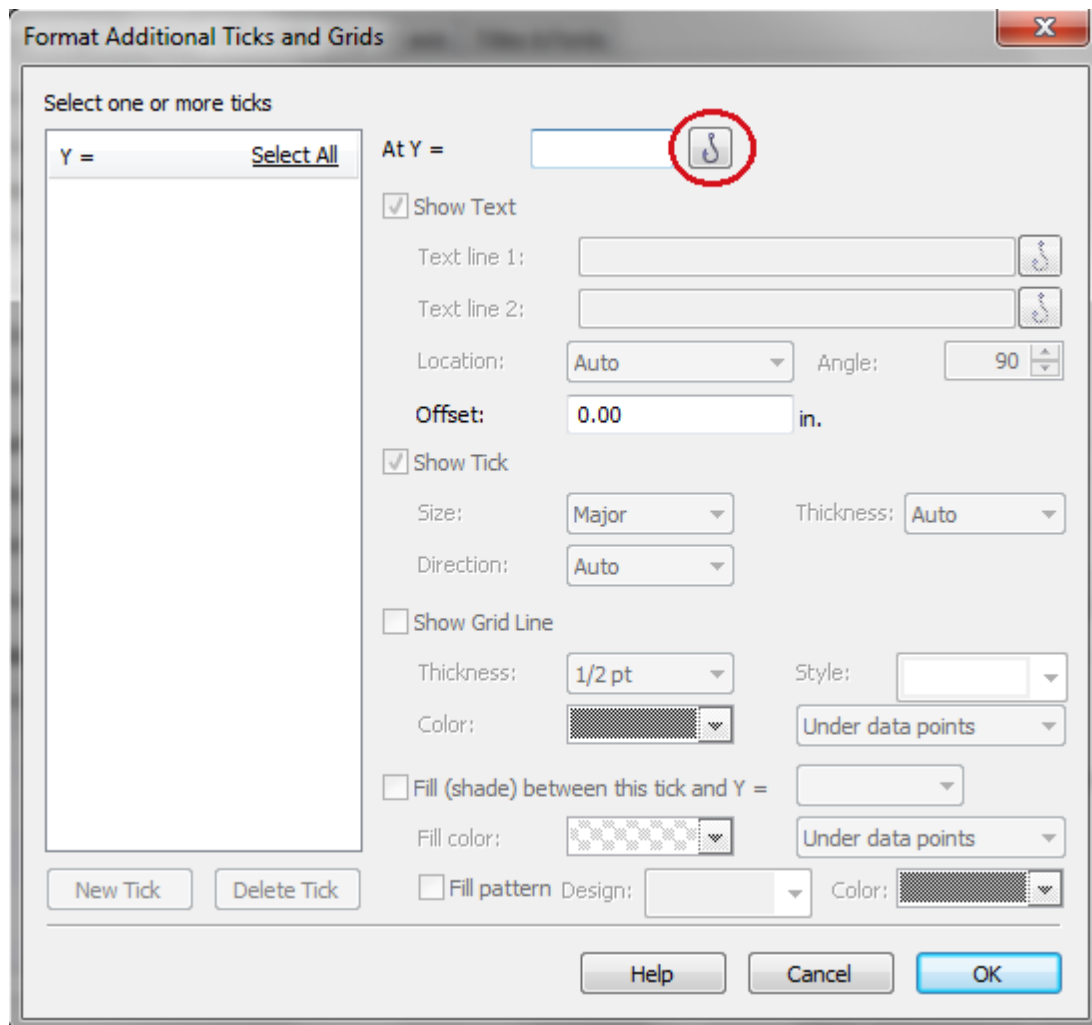 Format Additional Ticks and Grids
Select one or more ticks
Y = Select All
At Y =
Show Text
Text line 1:
Text line 2:
Location: Auto Angle: 90
Offset: 0.00 in.
Show Tick
Size: Major Thickness: Auto
Direction: Auto
Show Grid Line
Thickness: 1/2 pt Style:
Color: Under data points
Fill (shade) between this tick and Y =
Fill color: Under data points
New Tick Delete Tick Fill pattern Design: Color:
Help Cancel OK